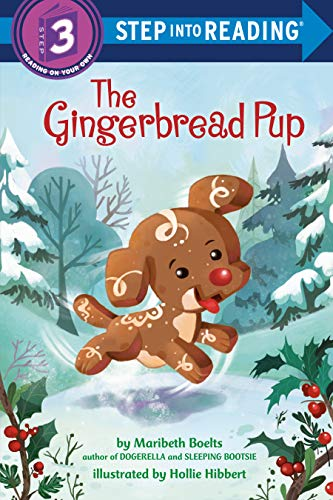 STEP INTO READING®
STEP 3
READING ON YOUR OWN
The
Gingerbread Pup
by Maribeth Boelts
author of DOGERELLA and SLEEPING BOOTSIE
illustrated by Hollie Hibbert